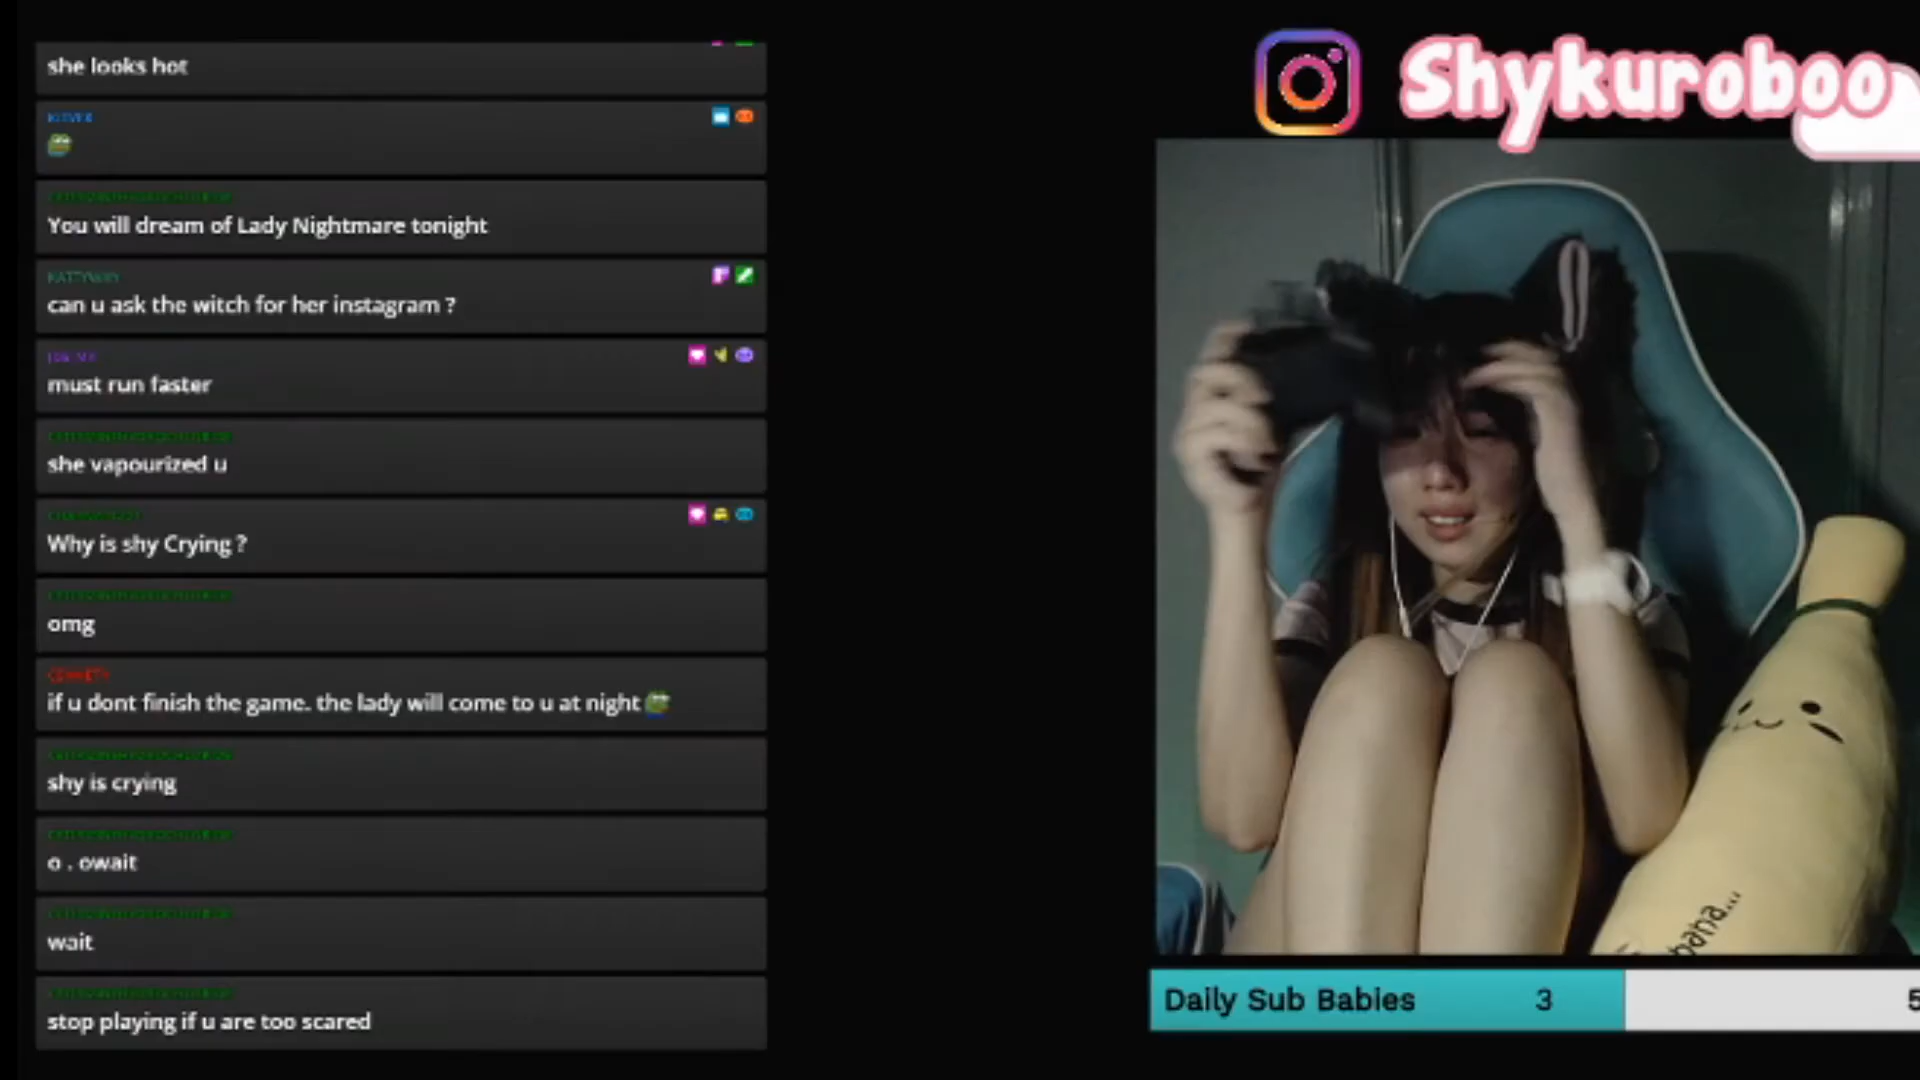 she looks hot
You will dream of Lady Nightmare tonight
can u ask the witch for her instagram ?
must run faster
she vapourized u
Why is shy Crying ?
omg
if u dont finish the game. the lady will come to u at night
shy is crying
o . owait
wait
stop playing if u are too scared
Shykuroboo
Daily Sub Babies 3 5